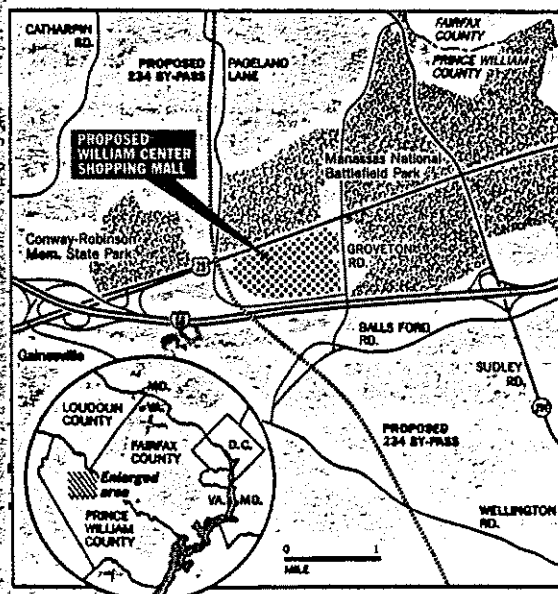 CATHARPIN
RD.
PROPOSED
234 BY-PASS
PAGELAND
LANE
FAIRFAX
COUNTY
PRINCE WILLIAM
COUNTY
PROPOSED
WILLIAM CENTER
SHOPPING MALL
Manassas National
Battlefield Park
Conway-Robinson
Mem. State Park
29
GROVETON
RD.
66
Gainesville
BALLS FORD
RD.
SUDLEY
RD.
PROPOSED
234 BY-PASS
WELLINGTON
RD.
MD.
VA.
LOUDOUN
COUNTY
FAIRFAX
COUNTY
D.C.
Enlarged
area
VA.
MD.
PRINCE
WILLIAM
COUNTY
0 1
MILE